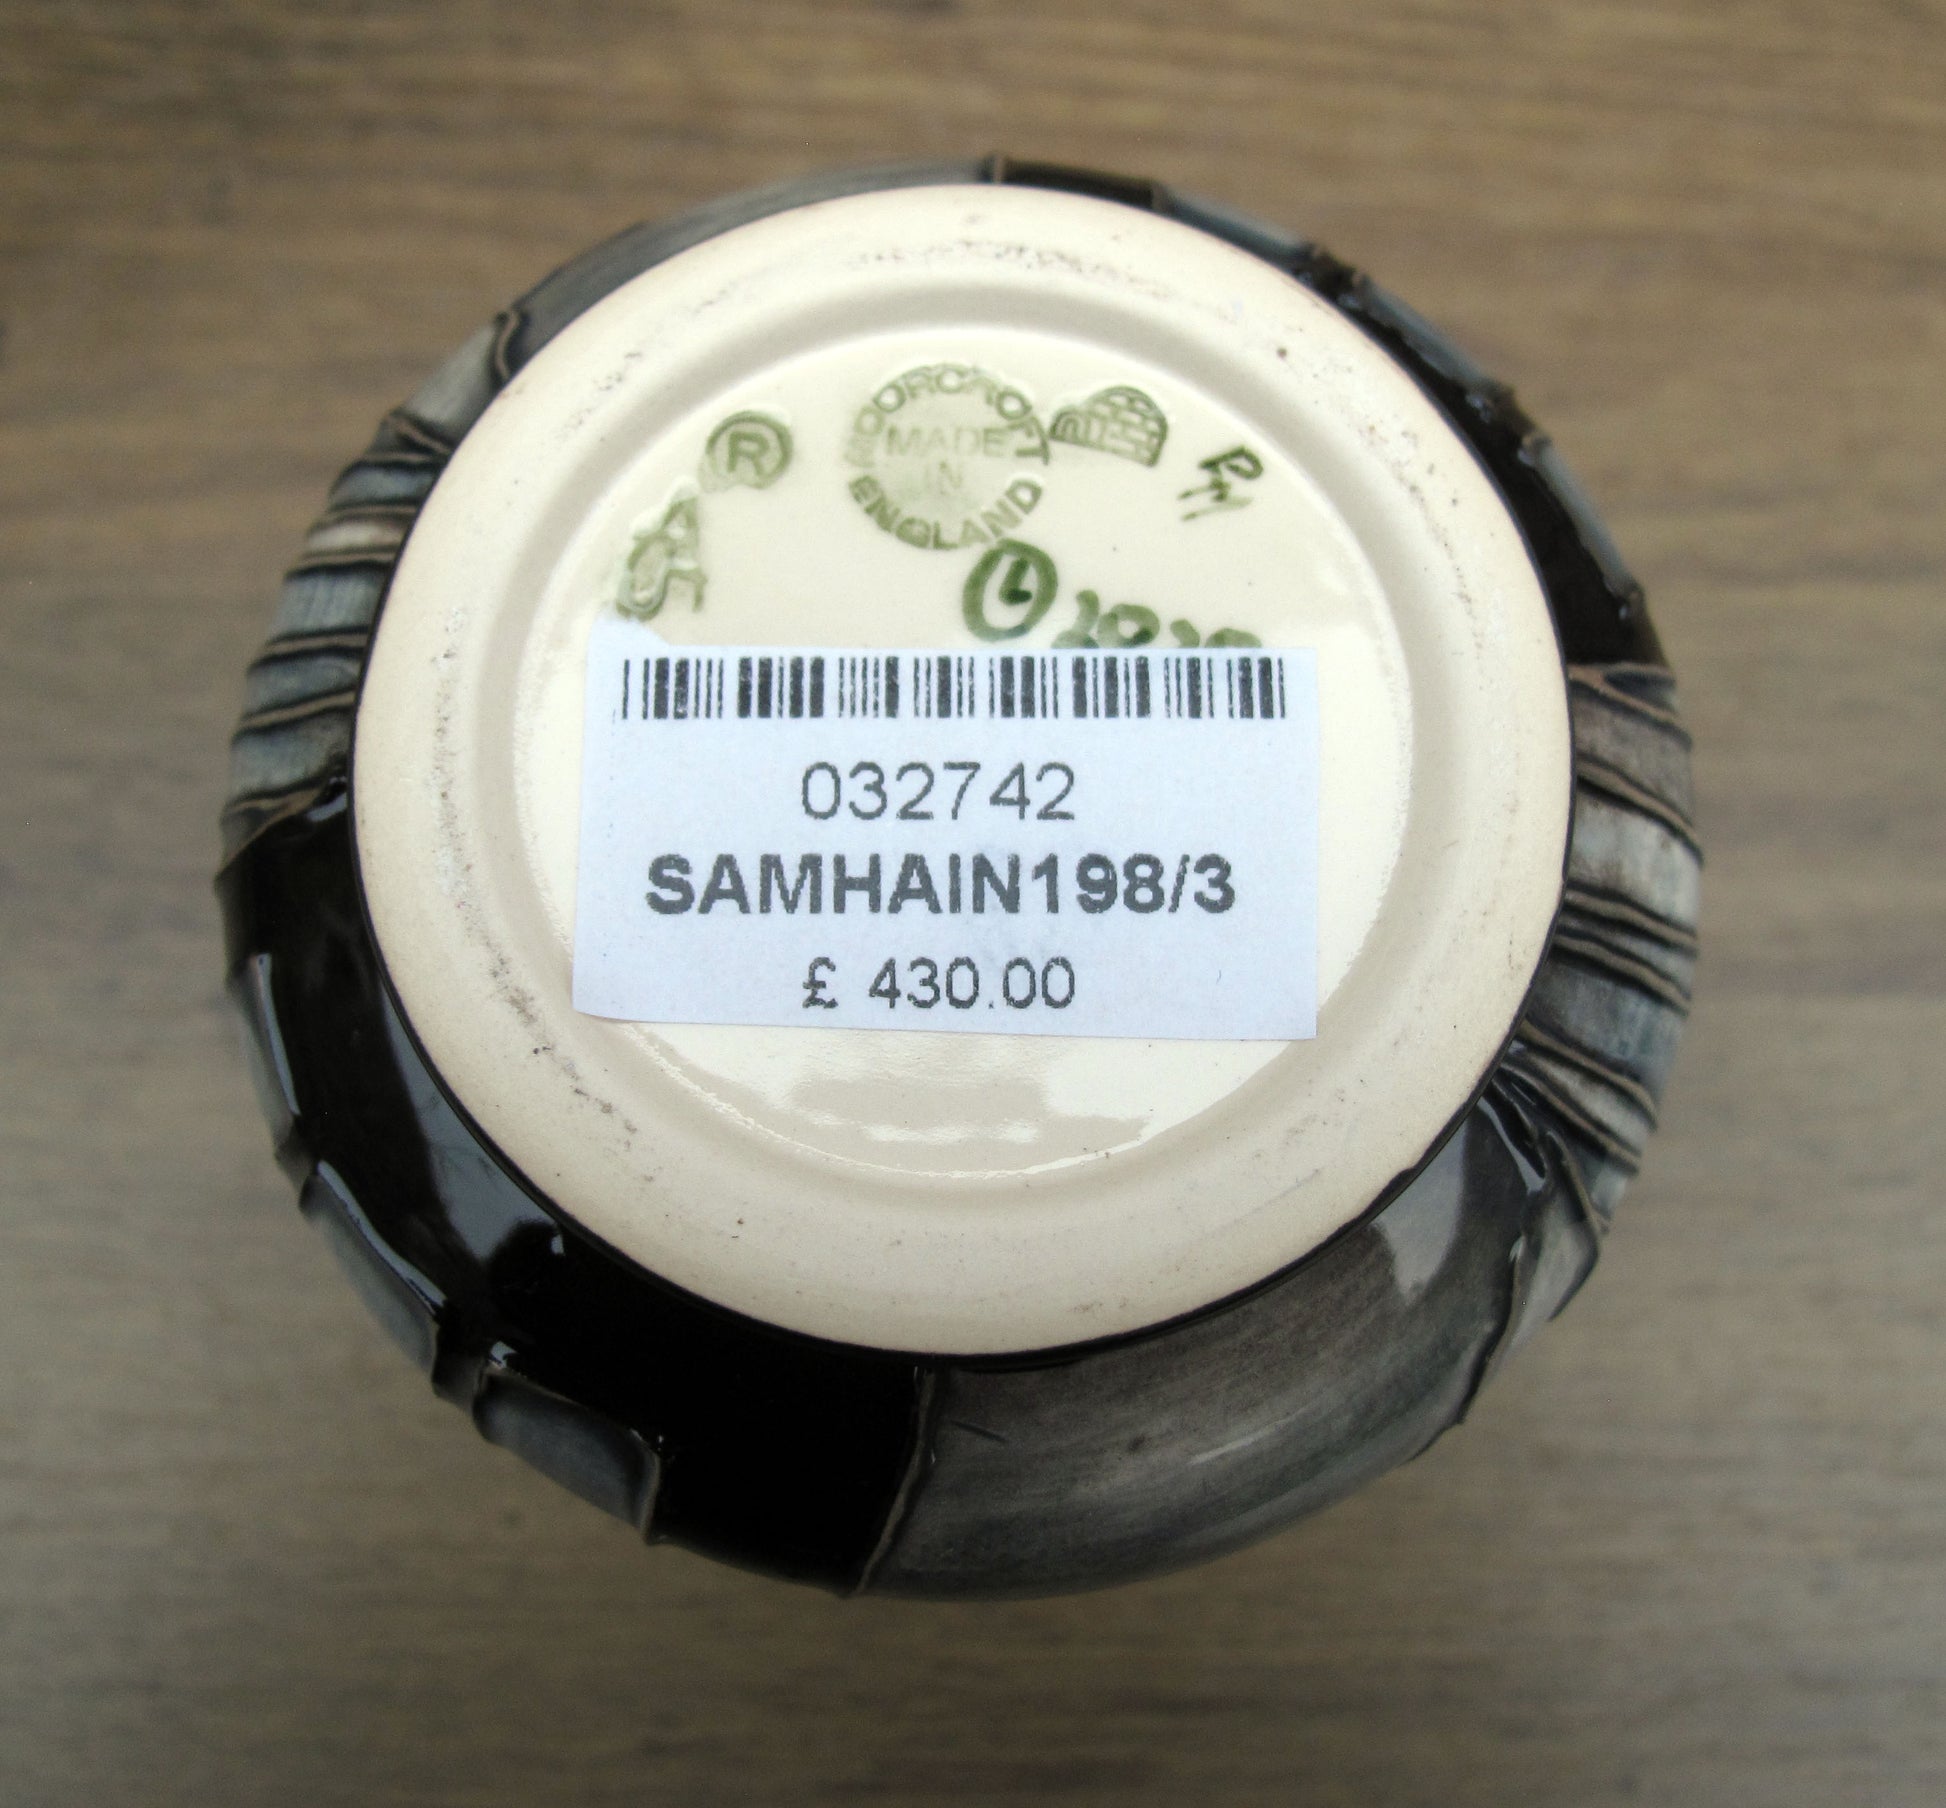 MOORCROFT
MADE
IN
ENGLAND
®
032742
SAMHAIN198/3
£ 430.00